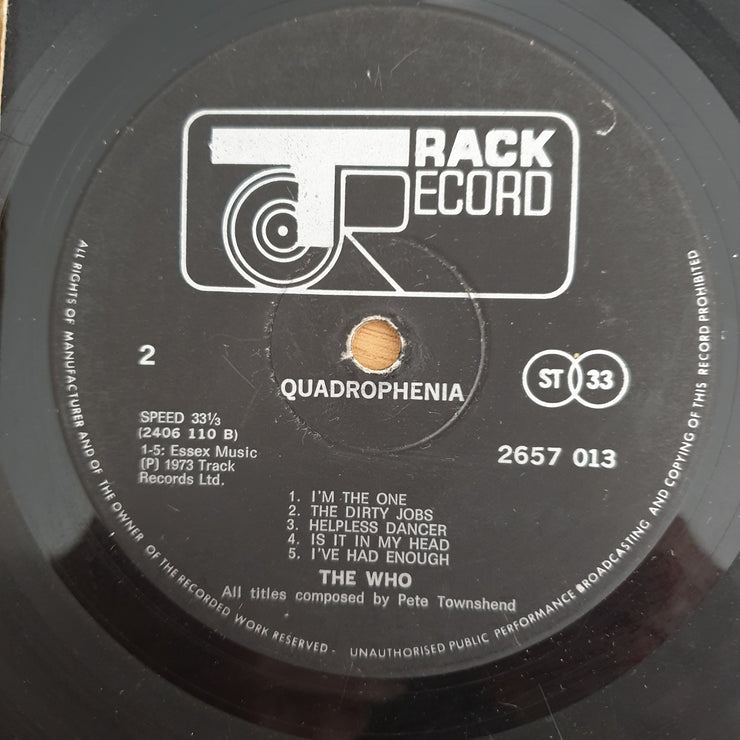 TRACK
RECORD
2
QUADROPHENIA
ST 33
SPEED 33⅓
(2406 110 B)
1-5: Essex Music
(P) 1973 Track
Records Ltd.
2657 013
1. I'M THE ONE
2. THE DIRTY JOBS
3. HELPLESS DANCER
4. IS IT IN MY HEAD
5. I'VE HAD ENOUGH
THE WHO
All titles composed by Pete Townshend
ALL RIGHTS OF MANUFACTURER AND OF THE OWNER OF THE RECORDED WORK RESERVED - UNAUTHORISED PUBLIC PERFORMANCE BROADCASTING AND COPYING OF THIS RECORD PROHIBITED